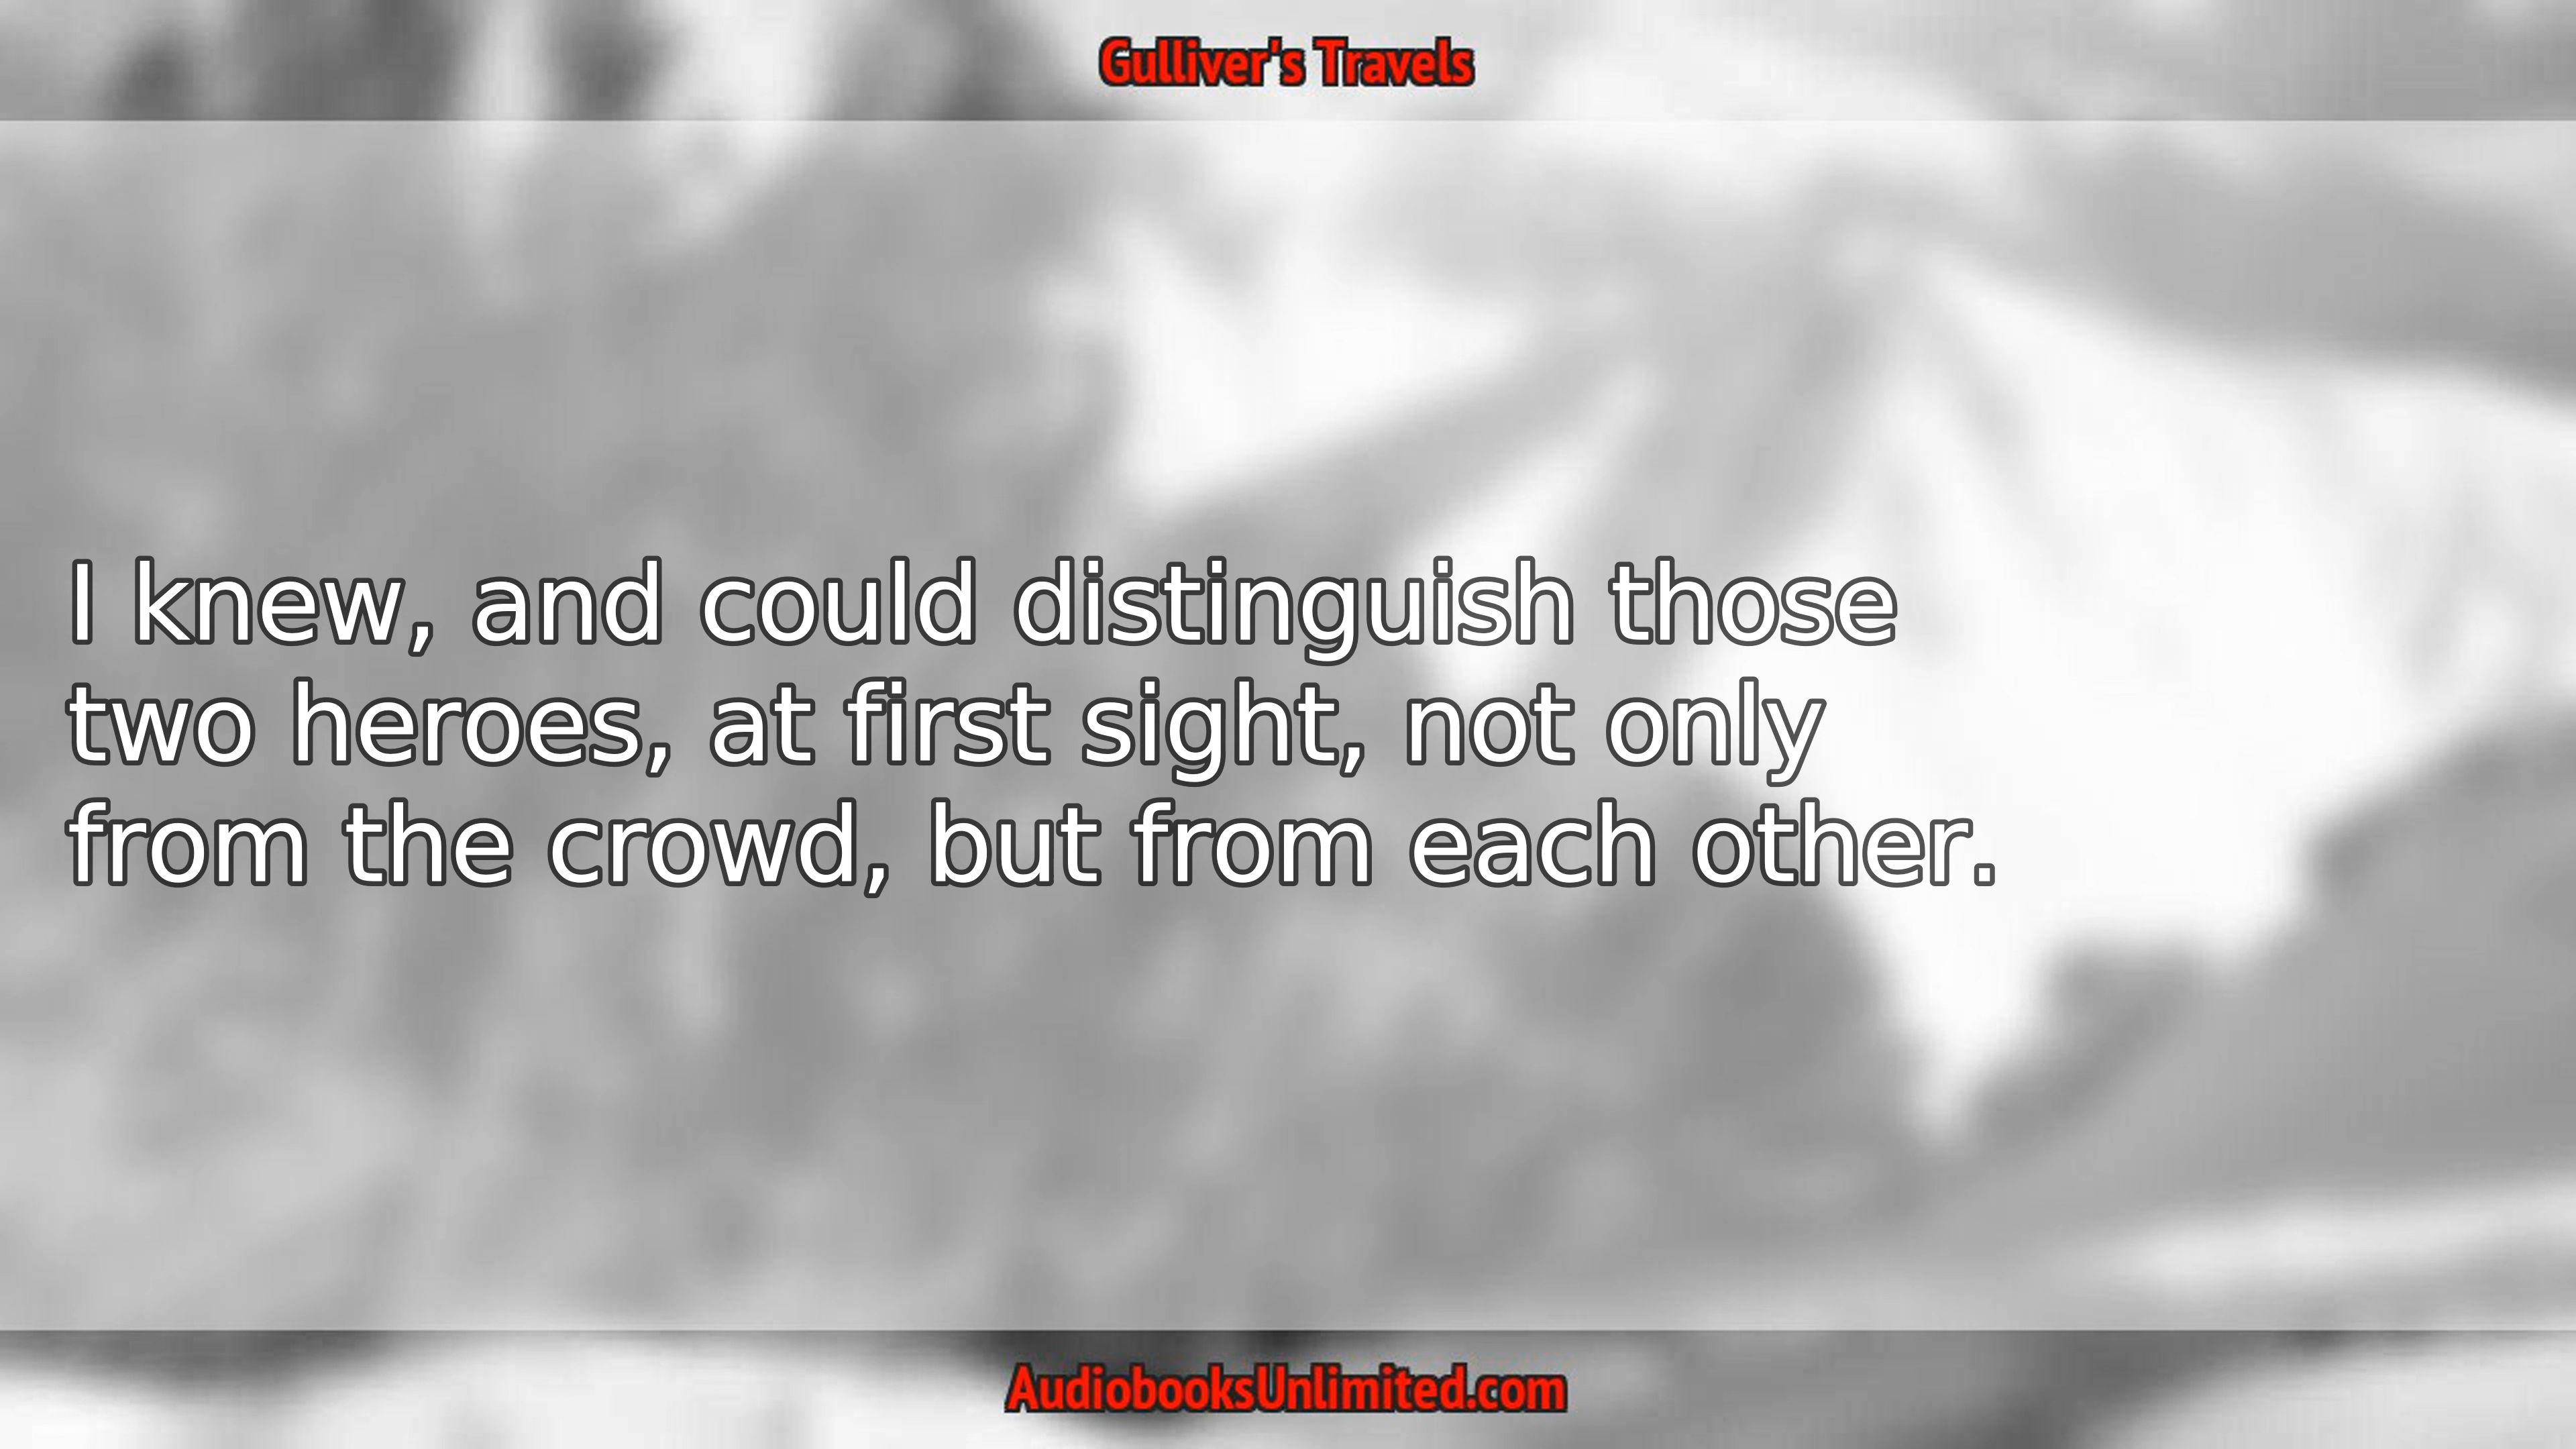 Gulliver's Travels
I knew, and could distinguish those
two heroes, at first sight, not only
from the crowd, but from each other.
AudiobooksUnlimited.com